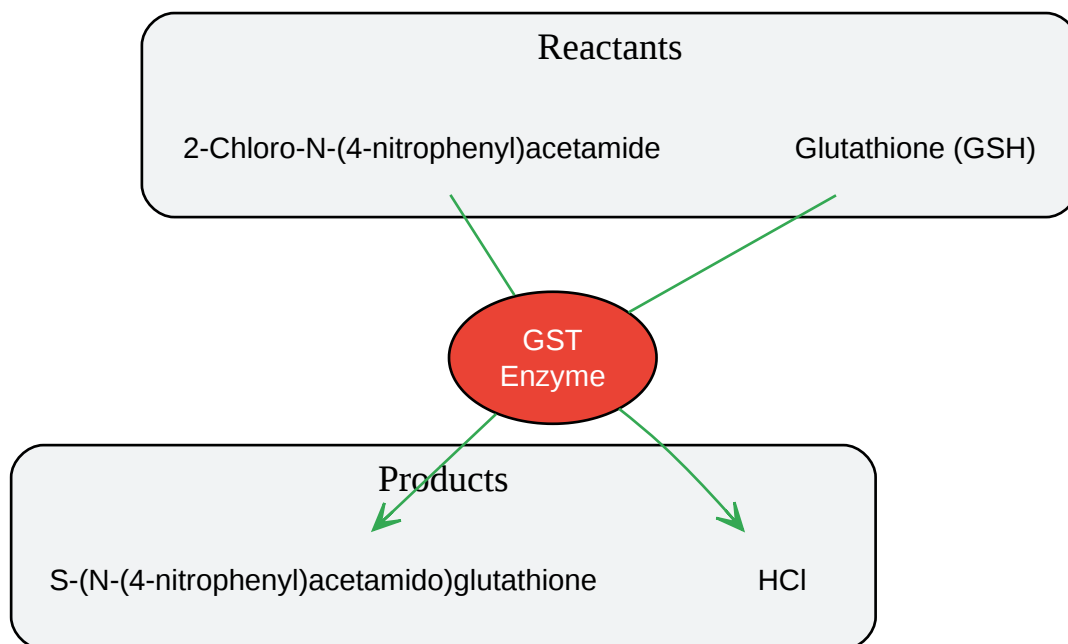 Reactants
2-Chloro-N-(4-nitrophenyl)acetamide
Glutathione (GSH)
GST
Enzyme
Products
S-(N-(4-nitrophenyl)acetamido)glutathione
HCl